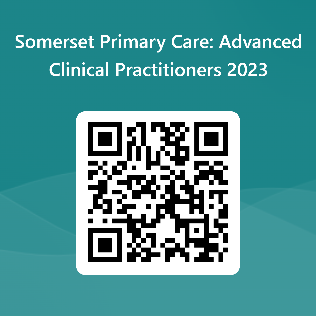 Somerset Primary Care: Advanced
Clinical Practitioners 2023